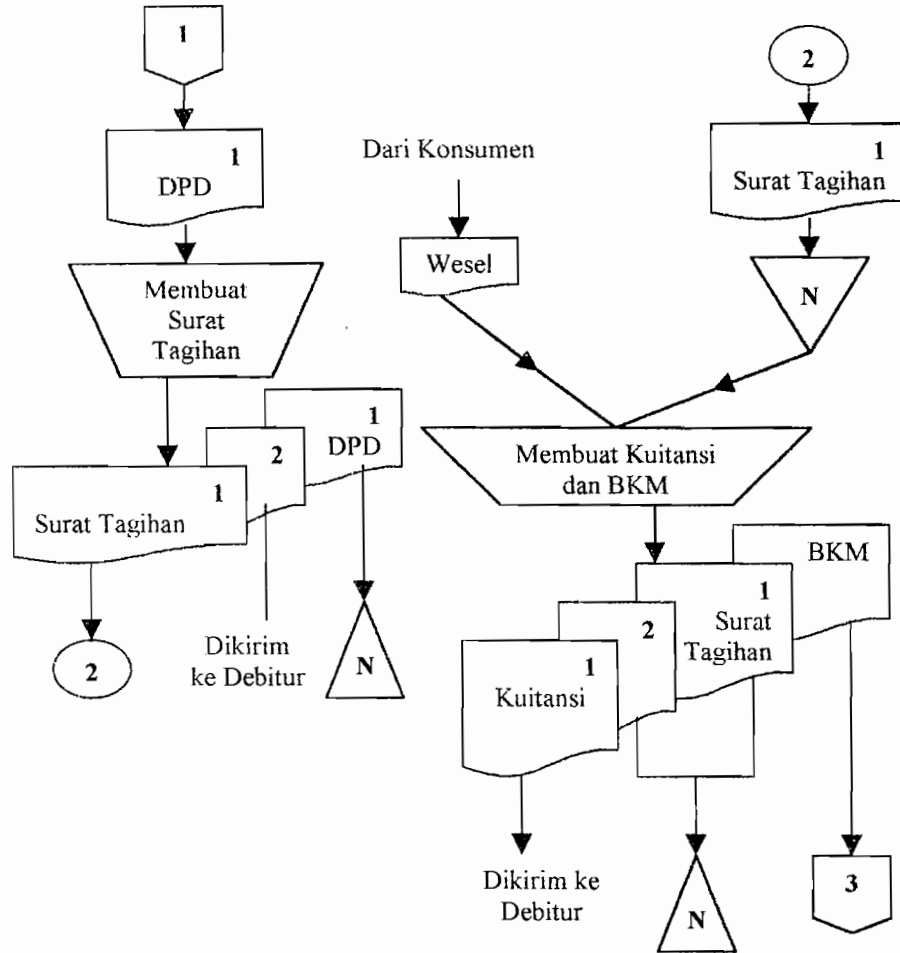 1
1
DPD
Membuat
Surat
Tagihan
1
DPD
2
1
Surat Tagihan
2
Dikirim
ke Debitur
N
2
1
Surat Tagihan
Dari Konsumen
Wesel
N
Membuat Kuitansi
dan BKM
BKM
1
Surat
Tagihan
2
1
Kuitansi
Dikirim ke
Debitur
N
3